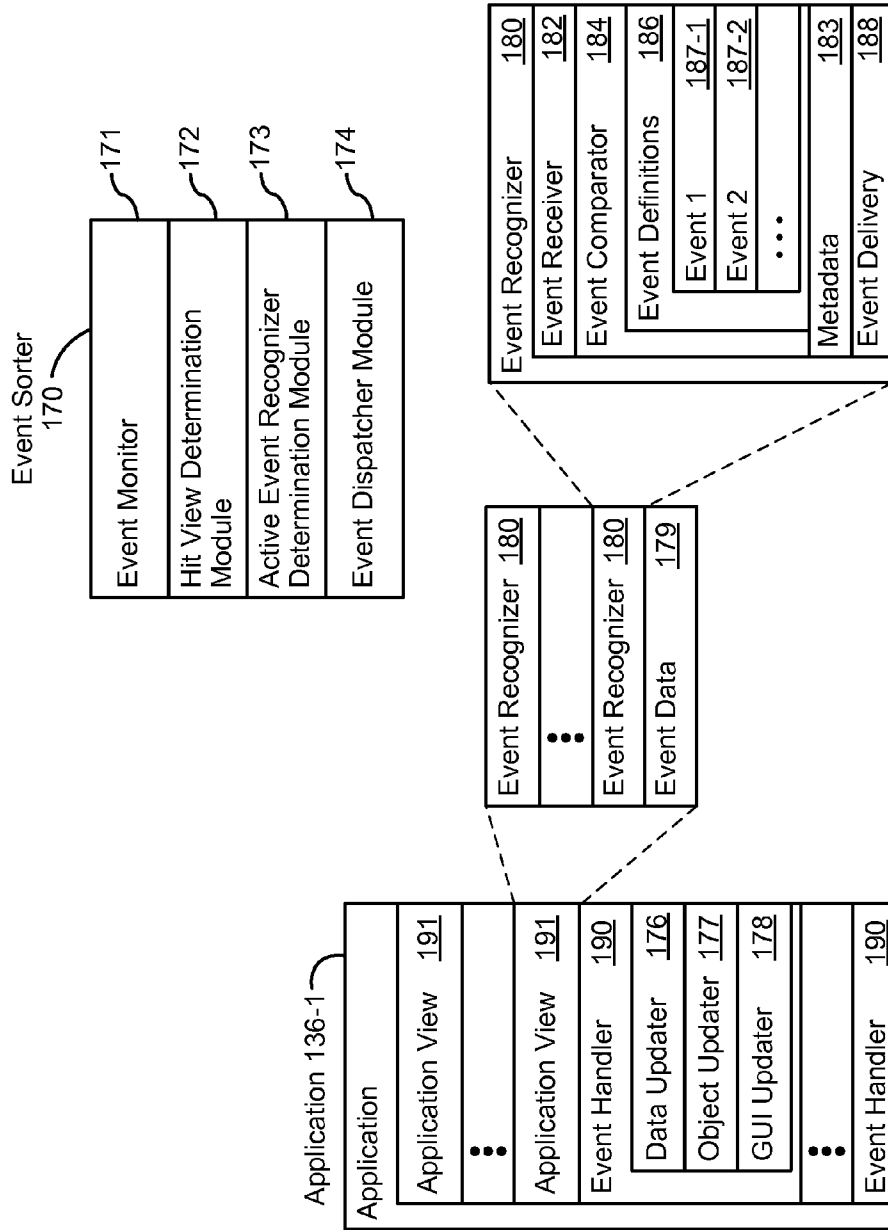 Event Sorter
170
Event Monitor
171
Hit View Determination
Module
172
Active Event Recognizer
Determination Module
173
Event Dispatcher Module
174
Application 136-1
Application
Application View 191
•••
Application View 191
Event Handler 190
Data Updater 176
Object Updater 177
GUI Updater 178
•••
Event Handler 190
Event Recognizer 180
•••
Event Recognizer 180
Event Data 179
Event Recognizer 180
Event Receiver 182
Event Comparator 184
Event Definitions 186
Event 1 187-1
Event 2 187-2
•••
Metadata 183
Event Delivery 188